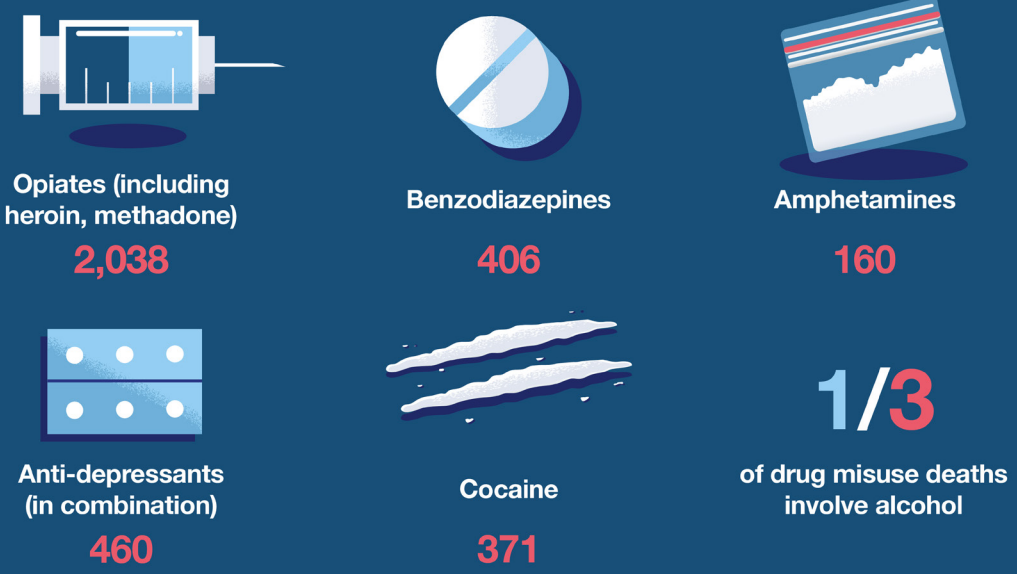 Opiates (including
heroin, methadone)
2,038
Benzodiazepines
406
Amphetamines
160
Anti-depressants
(in combination)
460
Cocaine
371
1/3
of drug misuse deaths
involve alcohol